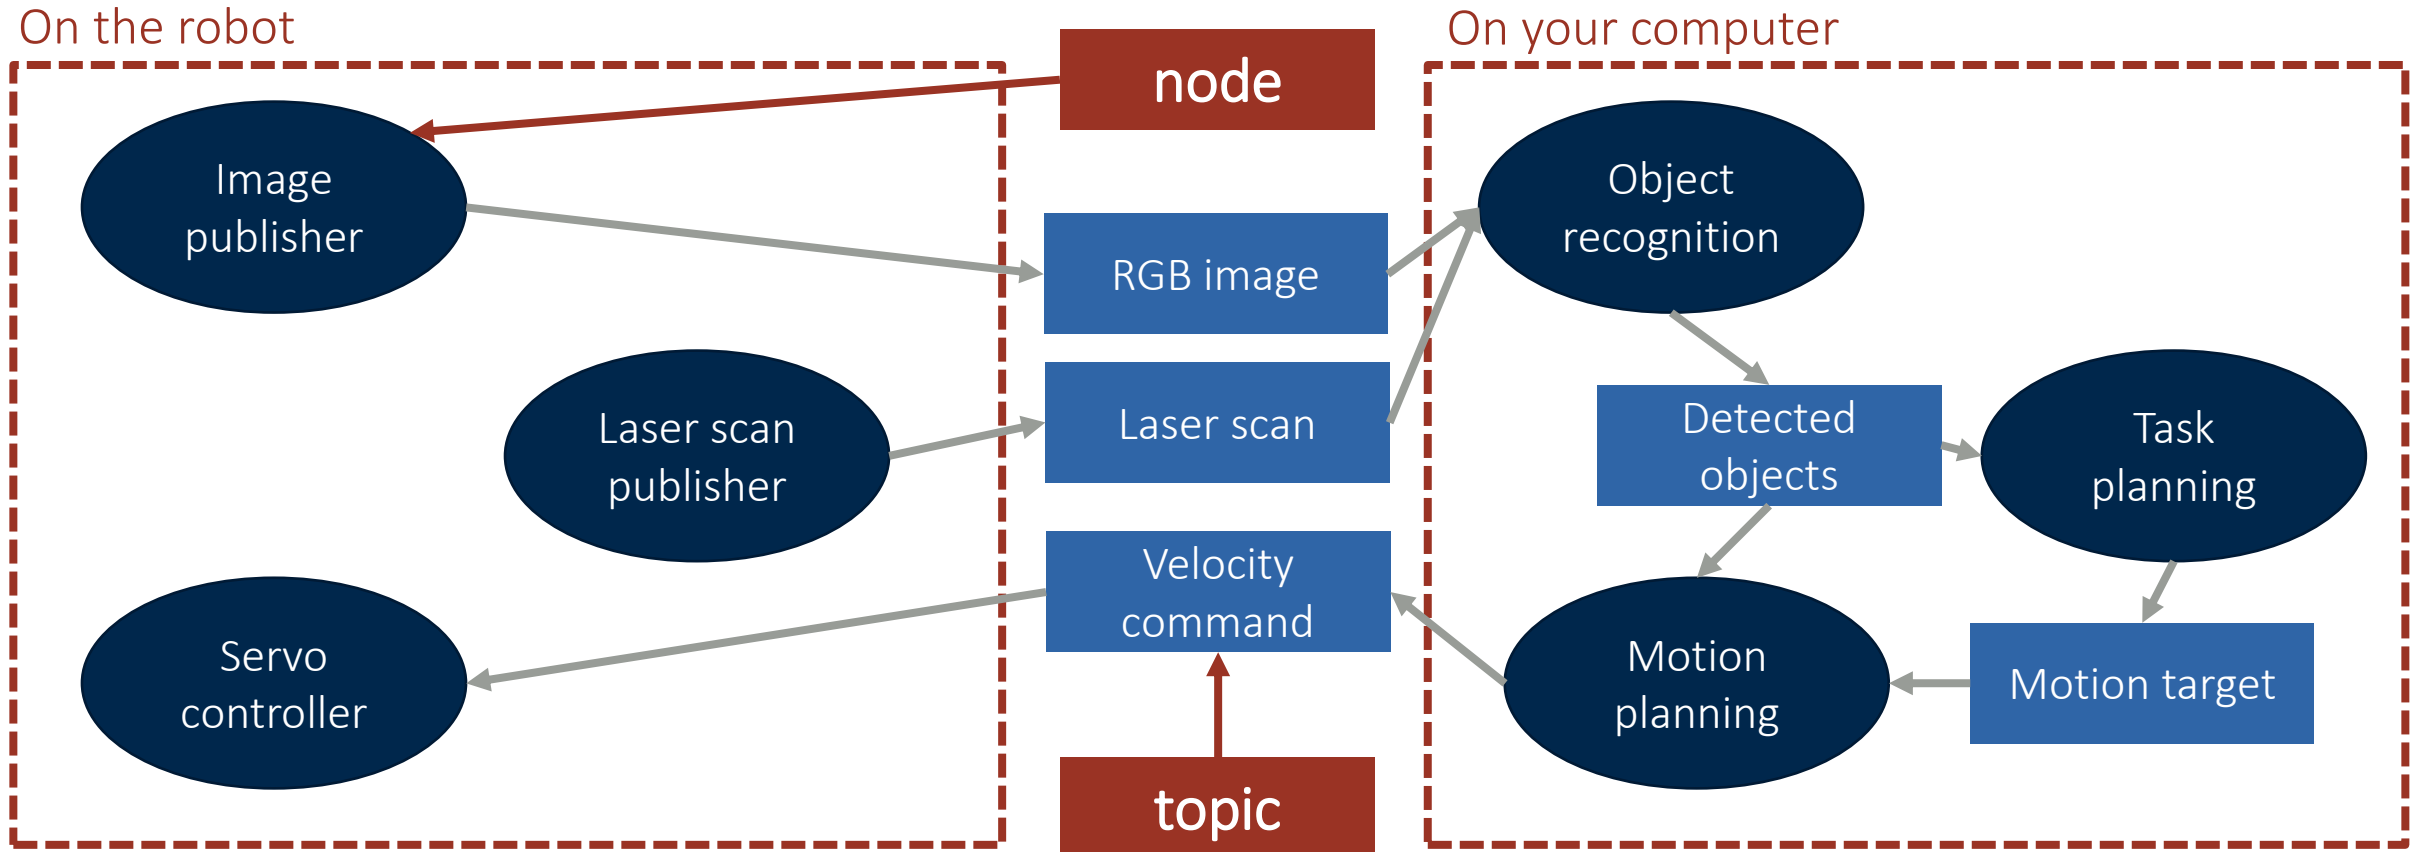 On the robot
node
On your computer
Image
publisher
Object
recognition
RGB image
Laser scan
publisher
Laser scan
Detected
objects
Task
planning
Velocity
command
Servo
controller
Motion
planning
Motion target
topic